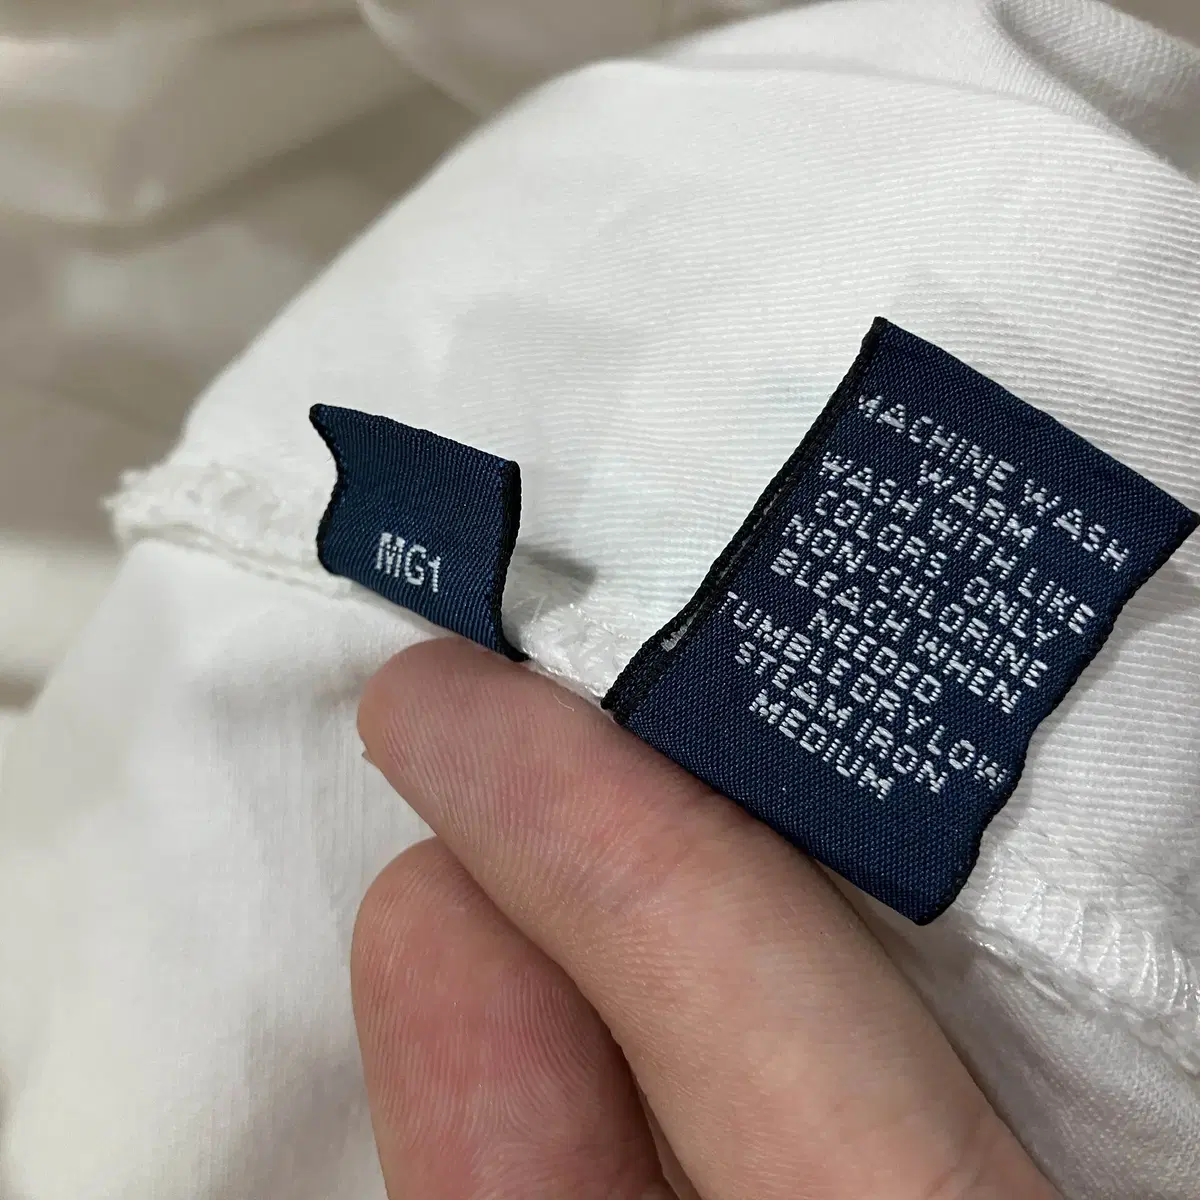 MG1
MACHINE WASH
WARM
WASH WITH LIKE
COLORS. ONLY
NON-CHLORINE
BLEACH WHEN
NEEDED
TUMBLE DRY LOW
STEAM IRON
MEDIUM